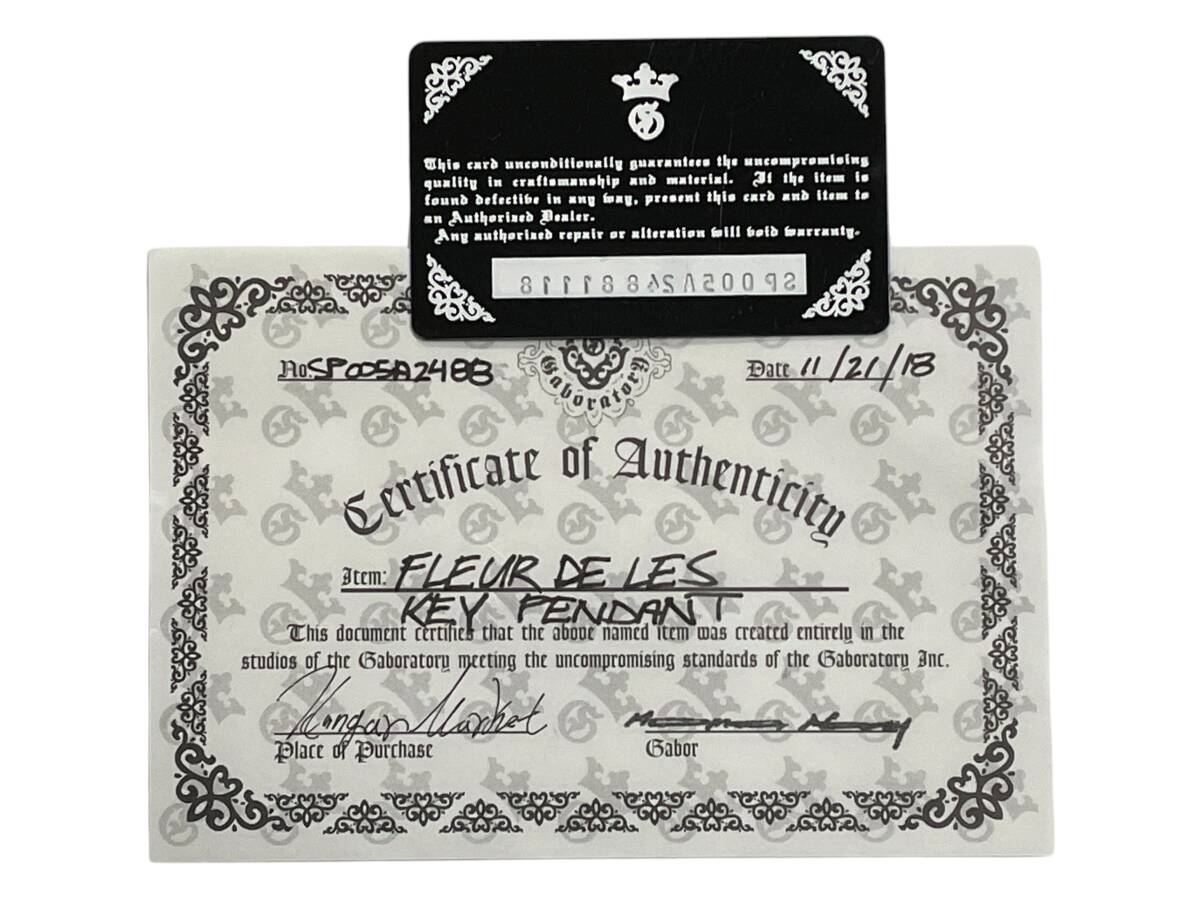 G
This card unconditionally guarantees the uncompromising
quality in craftsmanship and material. If the item is
found defective in any way, present this card and item to
an Authorized Dealer.
Any authorized repair or alteration will void warranty.
SP005A24881118
No. SP005A2488
Gaboratory
Date 11/21/18
Certificate of Authenticity
Item: FLEUR DE LES
KEY PENDANT
This document certifies that the above named item was created entirely in the
studios of the Gaboratory meeting the uncompromising standards of the Gaboratory Inc.
Hangar Market
Place of Purchase
Gabor